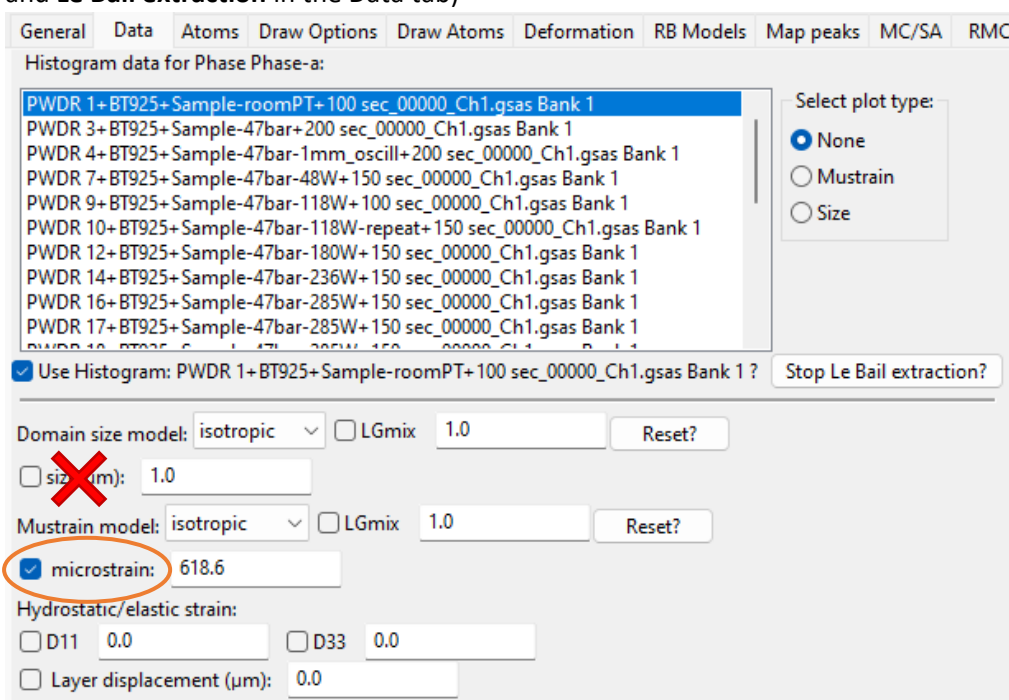 and Le Bail extraction in the Data tab)
General Data Atoms Draw Options Draw Atoms Deformation RB Models Map peaks MC/SA RMC
Histogram data for Phase Phase-a:
PWDR 1+BT925+Sample-roomPT+100 sec_00000_Ch1.gsas Bank 1
Select plot type:
PWDR 3+BT925+Sample-47bar+200 sec_00000_Ch1.gsas Bank 1
None
PWDR 4+BT925+Sample-47bar-1mm_oscill+200 sec_00000_Ch1.gsas Bank 1
PWDR 7+BT925+Sample-47bar-48W+150 sec_00000_Ch1.gsas Bank 1
Mustrain
PWDR 9+BT925+Sample-47bar-118W+100 sec_00000_Ch1.gsas Bank 1
Size
PWDR 10+BT925+Sample-47bar-118W-repeat+150 sec_00000_Ch1.gsas Bank 1
PWDR 12+BT925+Sample-47bar-180W+150 sec_00000_Ch1.gsas Bank 1
PWDR 14+BT925+Sample-47bar-236W+150 sec_00000_Ch1.gsas Bank 1
PWDR 16+BT925+Sample-47bar-285W+150 sec_00000_Ch1.gsas Bank 1
PWDR 17+BT925+Sample-47bar-285W+150 sec_00000_Ch1.gsas Bank 1
Use Histogram: PWDR 1+BT925+Sample-roomPT+100 sec_00000_Ch1.gsas Bank 1 ? Stop Le Bail extraction?
Domain size model: isotropic LGmix 1.0 Reset?
1.0
Mustrain model: isotropic LGmix 1.0 Reset?
microstrain: 618.6
Hydrostatic/elastic strain:
D11 0.0 D33 0.0
Layer displacement (μm): 0.0